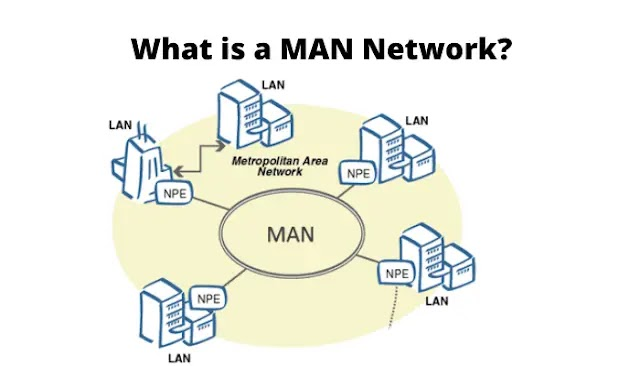 What is a MAN Network?
LAN
LAN
LAN
Metropolitan Area
Network
NPE
NPE
MAN
NPE
NPE
LAN
LAN